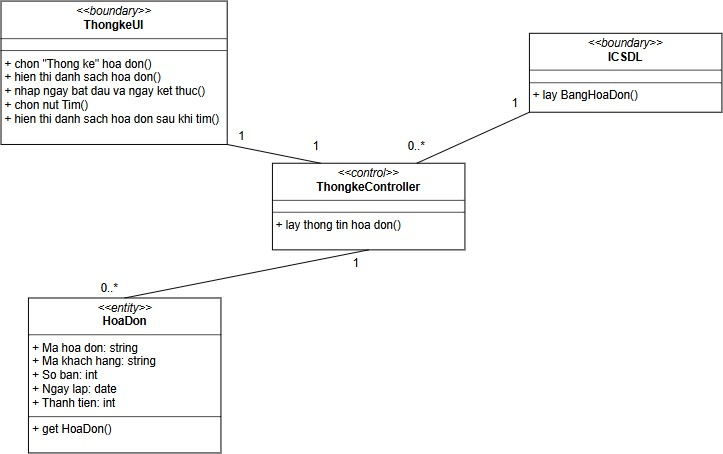 <<boundary>>
ThongkeUI
+ chon "Thong ke" hoa don()
+ hien thi danh sach hoa don()
+ nhap ngay bat dau va ngay ket thuc()
+ chon nut Tim()
+ hien thi danh sach hoa don sau khi tim()
<<boundary>>
ICSDL
+ lay BangHoaDon()
1
1
0..*
1
<<control>>
ThongkeController
+ lay thong tin hoa don()
1
0..*
<<entity>>
HoaDon
+ Ma hoa don: string
+ Ma khach hang: string
+ So ban: int
+ Ngay lap: date
+ Thanh tien: int
+ get HoaDon()